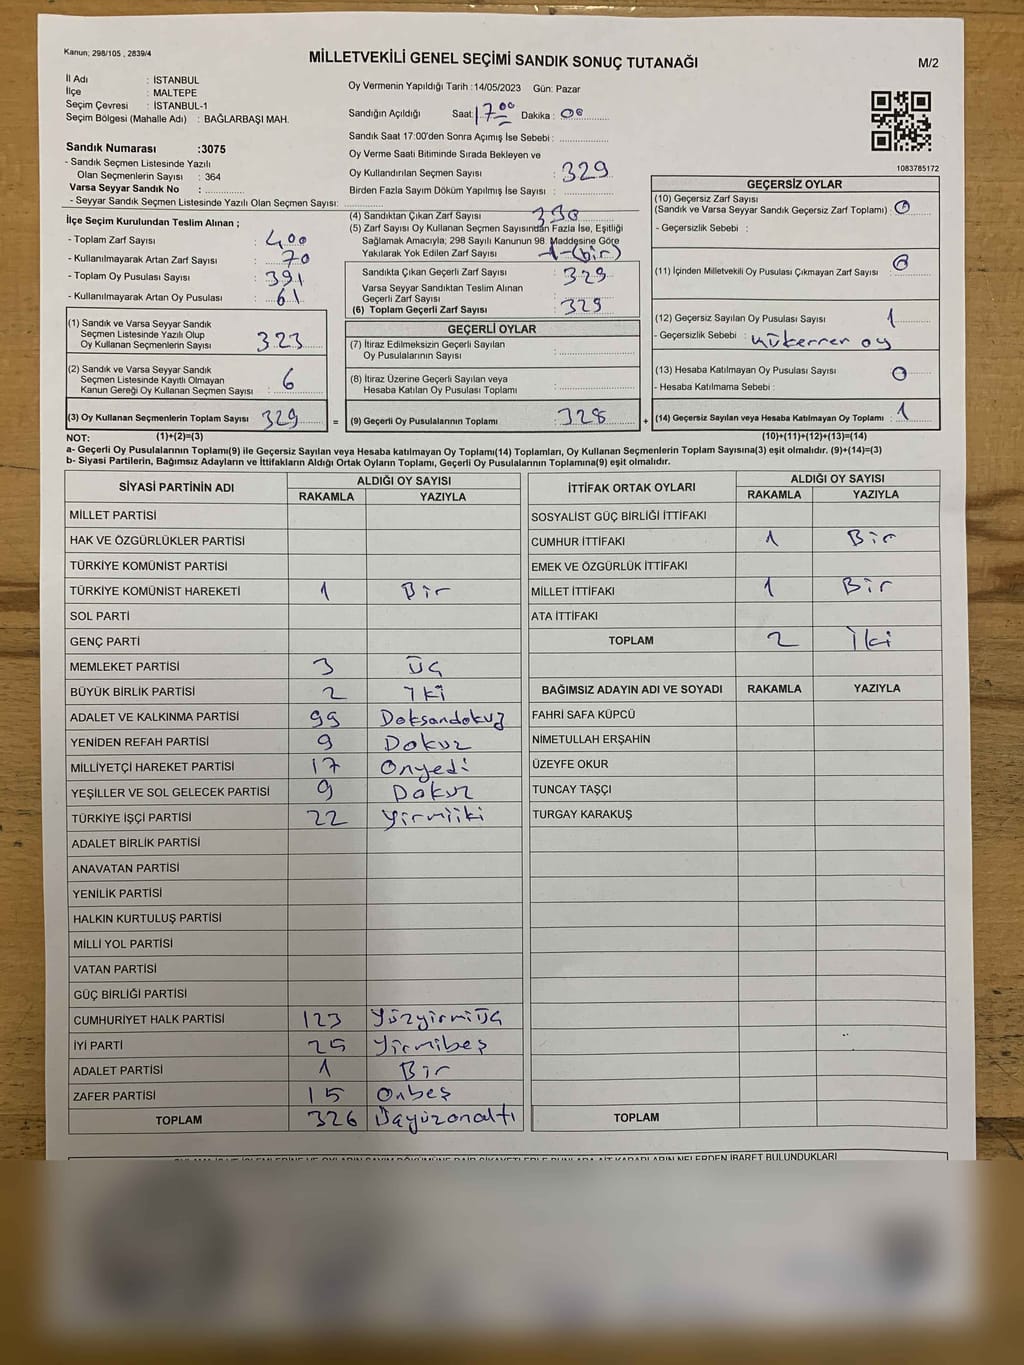 Kanun; 298/105 , 2839/4
MİLLETVEKİLİ GENEL SEÇİMİ SANDIK SONUÇ TUTANAĞI
M/2
İl Adı : İSTANBUL
İlçe : MALTEPE
Seçim Çevresi : İSTANBUL-1
Seçim Bölgesi (Mahalle Adı) : BAĞLARBAŞI MAH.
Sandık Numarası :3075
- Sandık Seçmen Listesinde Yazılı
Olan Seçmenlerin Sayısı : 364
Varsa Seyyar Sandık No : ..............
- Seyyar Sandık Seçmen Listesinde Yazılı Olan Seçmen Sayısı: ..............
Oy Vermenin Yapıldığı Tarih :14/05/2023 Gün: Pazar
Sandığın Açıldığı Saat: 17.00 Dakika : 00
Sandık Saat 17:00'den Sonra Açımış İse Sebebi : ..............
Oy Verme Saati Bitiminde Sırada Bekleyen ve
Oy Kullandırılan Seçmen Sayısı : 329
Birden Fazla Sayım Döküm Yapılmış İse Sayısı : ..............
1083785172
İlçe Seçim Kurulundan Teslim Alınan ;
- Toplam Zarf Sayısı : 400
- Kullanılmayarak Artan Zarf Sayısı : 70
- Toplam Oy Pusulası Sayısı : 391
- Kullanılmayarak Artan Oy Pusulası : 61
(1) Sandık ve Varsa Seyyar Sandık
Seçmen Listesinde Yazılı Olup
Oy Kullanan Seçmenlerin Sayısı : 323
(2) Sandık ve Varsa Seyyar Sandık
Seçmen Listesinde Kayıtlı Olmayan
Kanun Gereği Oy Kullanan Seçmen Sayısı : 6
(3) Oy Kullanan Seçmenlerin Toplam Sayısı 329
(4) Sandıktan Çıkan Zarf Sayısı : 330
(5) Zarf Sayısı Oy Kullanan Seçmen Sayısından Fazla İse, Eşitliği
Sağlamak Amacıyla; 298 Sayılı Kanunun 98. Maddesine Göre
Yakılarak Yok Edilen Zarf Sayısı : 1-(bir)
Sandıkta Çıkan Geçerli Zarf Sayısı : 329
Varsa Seyyar Sandıktan Teslim Alınan
Geçerli Zarf Sayısı
(6) Toplam Geçerli Zarf Sayısı : 329
GEÇERLİ OYLAR
(7) İtiraz Edilmeksizin Geçerli Sayılan
Oy Pusulalarının Sayısı : ..............
(8) İtiraz Üzerine Geçerli Sayılan veya
Hesaba Katılan Oy Pusulası Toplamı : ..............
= (9) Geçerli Oy Pusulalarının Toplamı : 328
GEÇERSİZ OYLAR
(10) Geçersiz Zarf Sayısı
(Sandık ve Varsa Seyyar Sandık Geçersiz Zarf Toplamı) : 0
- Geçersizlik Sebebi :
(11) İçinden Milletvekili Oy Pusulası Çıkmayan Zarf Sayısı : 0
(12) Geçersiz Sayılan Oy Pusulası Sayısı : 1
- Geçersizlik Sebebi : mükerrer oy
(13) Hesaba Katılmayan Oy Pusulası Sayısı : 0
- Hesaba Katılmama Sebebi :
+ (14) Geçersiz Sayılan veya Hesaba Katılmayan Oy Toplamı : 1
NOT: (1)+(2)=(3) (10)+(11)+(12)+(13)=(14)
a- Geçerli Oy Pusulalarının Toplamı(9) ile Geçersiz Sayılan veya Hesaba katılmayan Oy Toplamı(14) Toplamları, Oy Kullanan Seçmenlerin Toplam Sayısına(3) eşit olmalıdır. (9)+(14)=(3)
b- Siyasi Partilerin, Bağımsız Adayların ve İttifakların Aldığı Ortak Oyların Toplamı, Geçerli Oy Pusulalarının Toplamına(9) eşit olmalıdır.
SİYASİ PARTİNİN ADI ALDIĞI OY SAYISI
RAKAMLA YAZIYLA
MİLLET PARTİSİ
HAK VE ÖZGÜRLÜKLER PARTİSİ
TÜRKİYE KOMÜNİST PARTİSİ
TÜRKİYE KOMÜNİST HAREKETİ 1 Bir
SOL PARTİ
GENÇ PARTİ
MEMLEKET PARTİSİ 3 Üç
BÜYÜK BİRLİK PARTİSİ 2 İki
ADALET VE KALKINMA PARTİSİ 99 Doksandokuz
YENİDEN REFAH PARTİSİ 9 Dokuz
MİLLİYETÇİ HAREKET PARTİSİ 17 Onyedi
YEŞİLLER VE SOL GELECEK PARTİSİ 9 Dokuz
TÜRKİYE İŞÇİ PARTİSİ 22 Yirmiiki
ADALET BİRLİK PARTİSİ
ANAVATAN PARTİSİ
YENİLİK PARTİSİ
HALKIN KURTULUŞ PARTİSİ
MİLLİ YOL PARTİSİ
VATAN PARTİSİ
GÜÇ BİRLİĞİ PARTİSİ
CUMHURİYET HALK PARTİSİ 123 Yüzyirmiüç
İYİ PARTİ 25 Yirmibeş
ADALET PARTİSİ 1 Bir
ZAFER PARTİSİ 15 Onbeş
TOPLAM 326 Üçyüzonaltı
İTTİFAK ORTAK OYLARI ALDIĞI OY SAYISI
RAKAMLA YAZIYLA
SOSYALİST GÜÇ BİRLİĞİ İTTİFAKI
CUMHUR İTTİFAKI 1 Bir
EMEK VE ÖZGÜRLÜK İTTİFAKI
MİLLET İTTİFAKI 1 Bir
ATA İTTİFAKI
TOPLAM 2 İki
BAĞIMSIZ ADAYIN ADI VE SOYADI RAKAMLA YAZIYLA
FAHRİ SAFA KÜPCÜ
NİMETULLAH ERŞAHİN
ÜZEYFE OKUR
TUNCAY TAŞÇI
TURGAY KARAKUŞ
TOPLAM